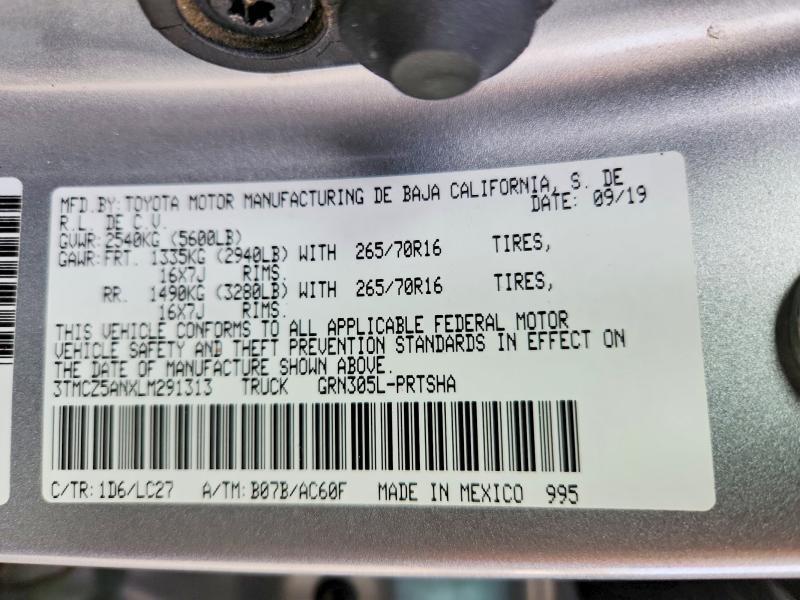 MFD.BY: TOYOTA MOTOR MANUFACTURING DE BAJA CALIFORNIA, S. DE
R.L. DE C.V. DATE: 09/19
GVWR: 2540KG (5600LB)
GAWR: FRT. 1335KG (2940LB) WITH 265/70R16 TIRES,
16X7J RIMS.
RR. 1490KG (3280LB) WITH 265/70R16 TIRES,
16X7J RIMS.
THIS VEHICLE CONFORMS TO ALL APPLICABLE FEDERAL MOTOR
VEHICLE SAFETY AND THEFT PREVENTION STANDARDS IN EFFECT ON
THE DATE OF MANUFACTURE SHOWN ABOVE.
3TMCZ5ANXLM291313 TRUCK GRN305L-PRTSHA
C/TR: 1D6/LC27 A/TM: B07B/AC60F MADE IN MEXICO 995